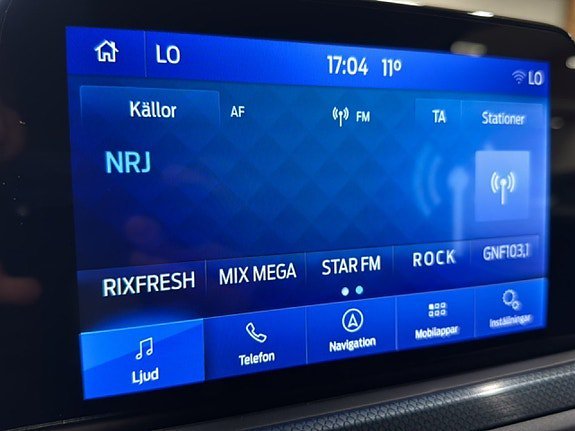 LO 17:04 11° LO
Källor AF FM TA Stationer
NRJ
RIXFRESH MIX MEGA STAR FM ROCK GNF103,1
Ljud Telefon Navigation Mobilappar Inställningar